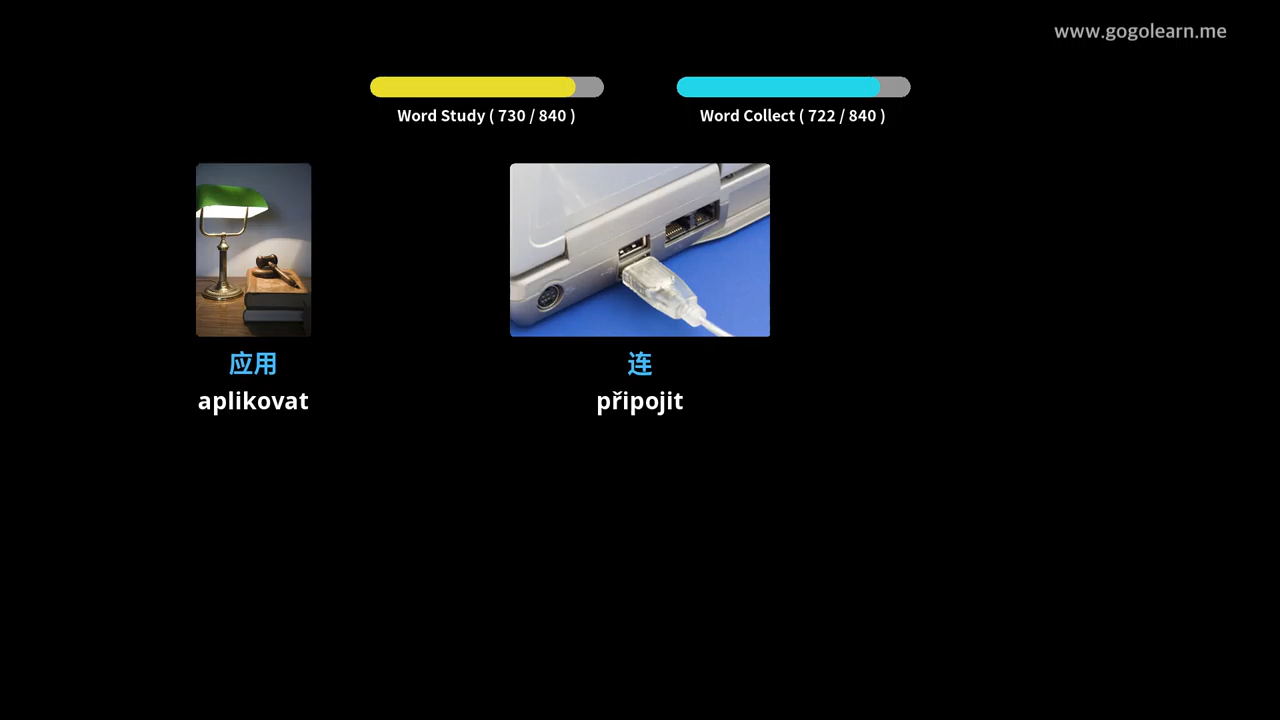 www.gogolearn.me
Word Study ( 730 / 840 )
Word Collect ( 722 / 840 )
应用
aplikovat
连
připojit